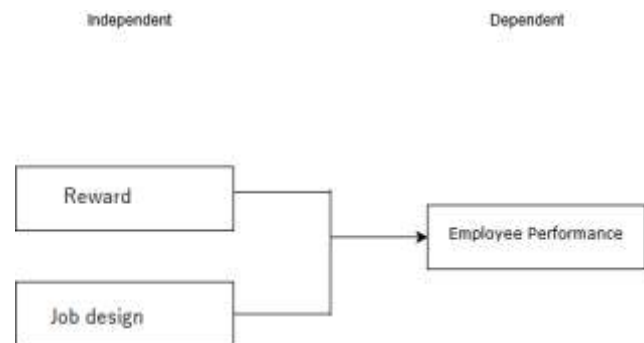 Independent
Dependent
Reward
Employee Performance
Job design